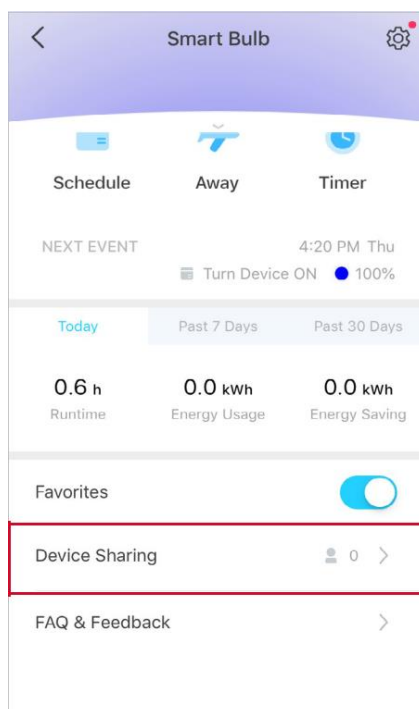 Smart Bulb
Schedule Away Timer
NEXT EVENT 4:20 PM Thu
Turn Device ON 100%
Today Past 7 Days Past 30 Days
0.6 h 0.0 kWh 0.0 kWh
Runtime Energy Usage Energy Saving
Favorites
Device Sharing 0
FAQ & Feedback